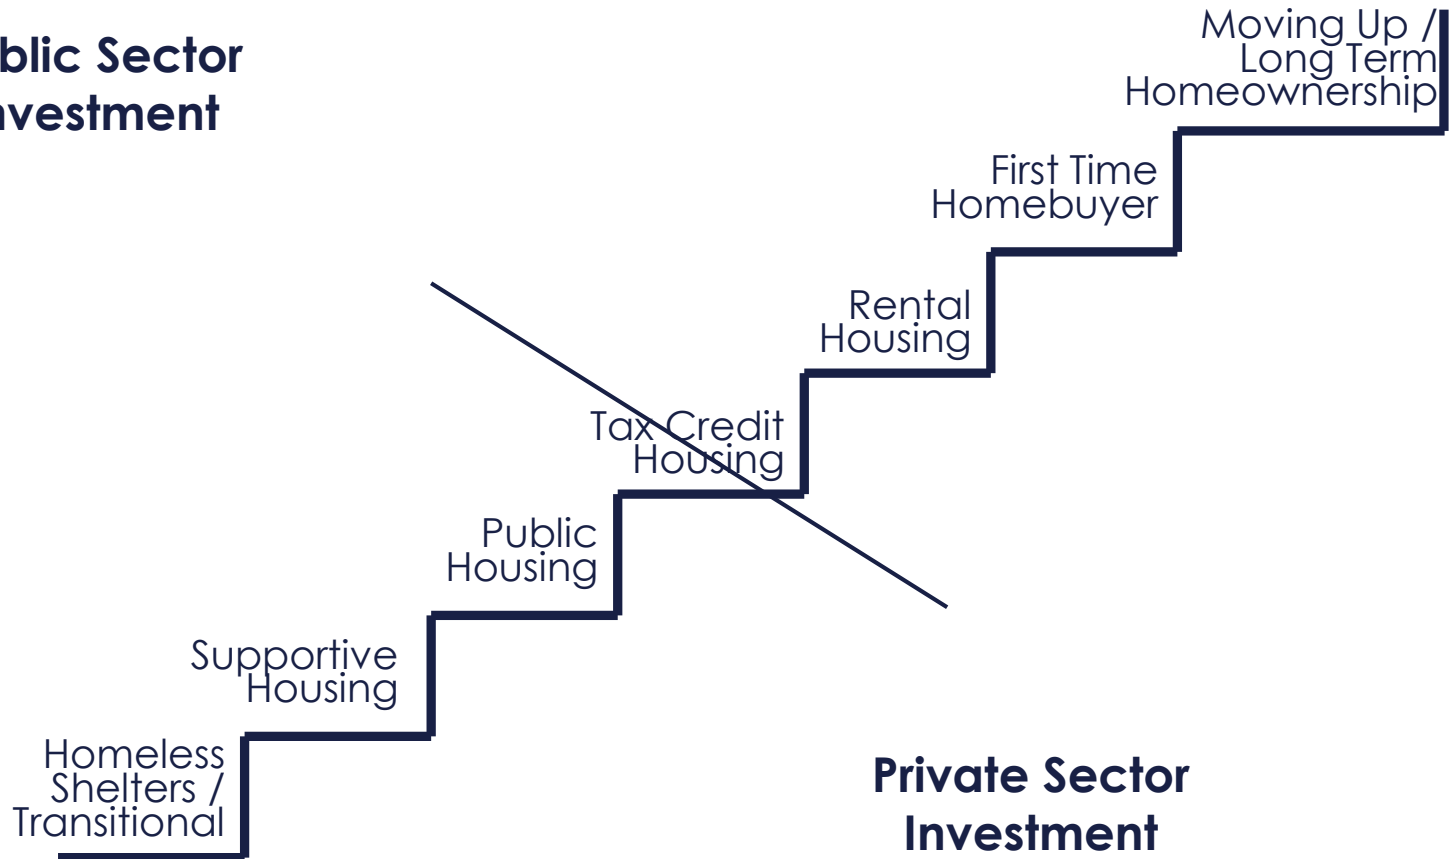 blic Sector
nvestment
Moving Up /
Long Term
Homeownership
First Time
Homebuyer
Rental
Housing
Tax Credit
Housing
Public
Housing
Supportive
Housing
Homeless
Shelters /
Transitional
Private Sector
Investment